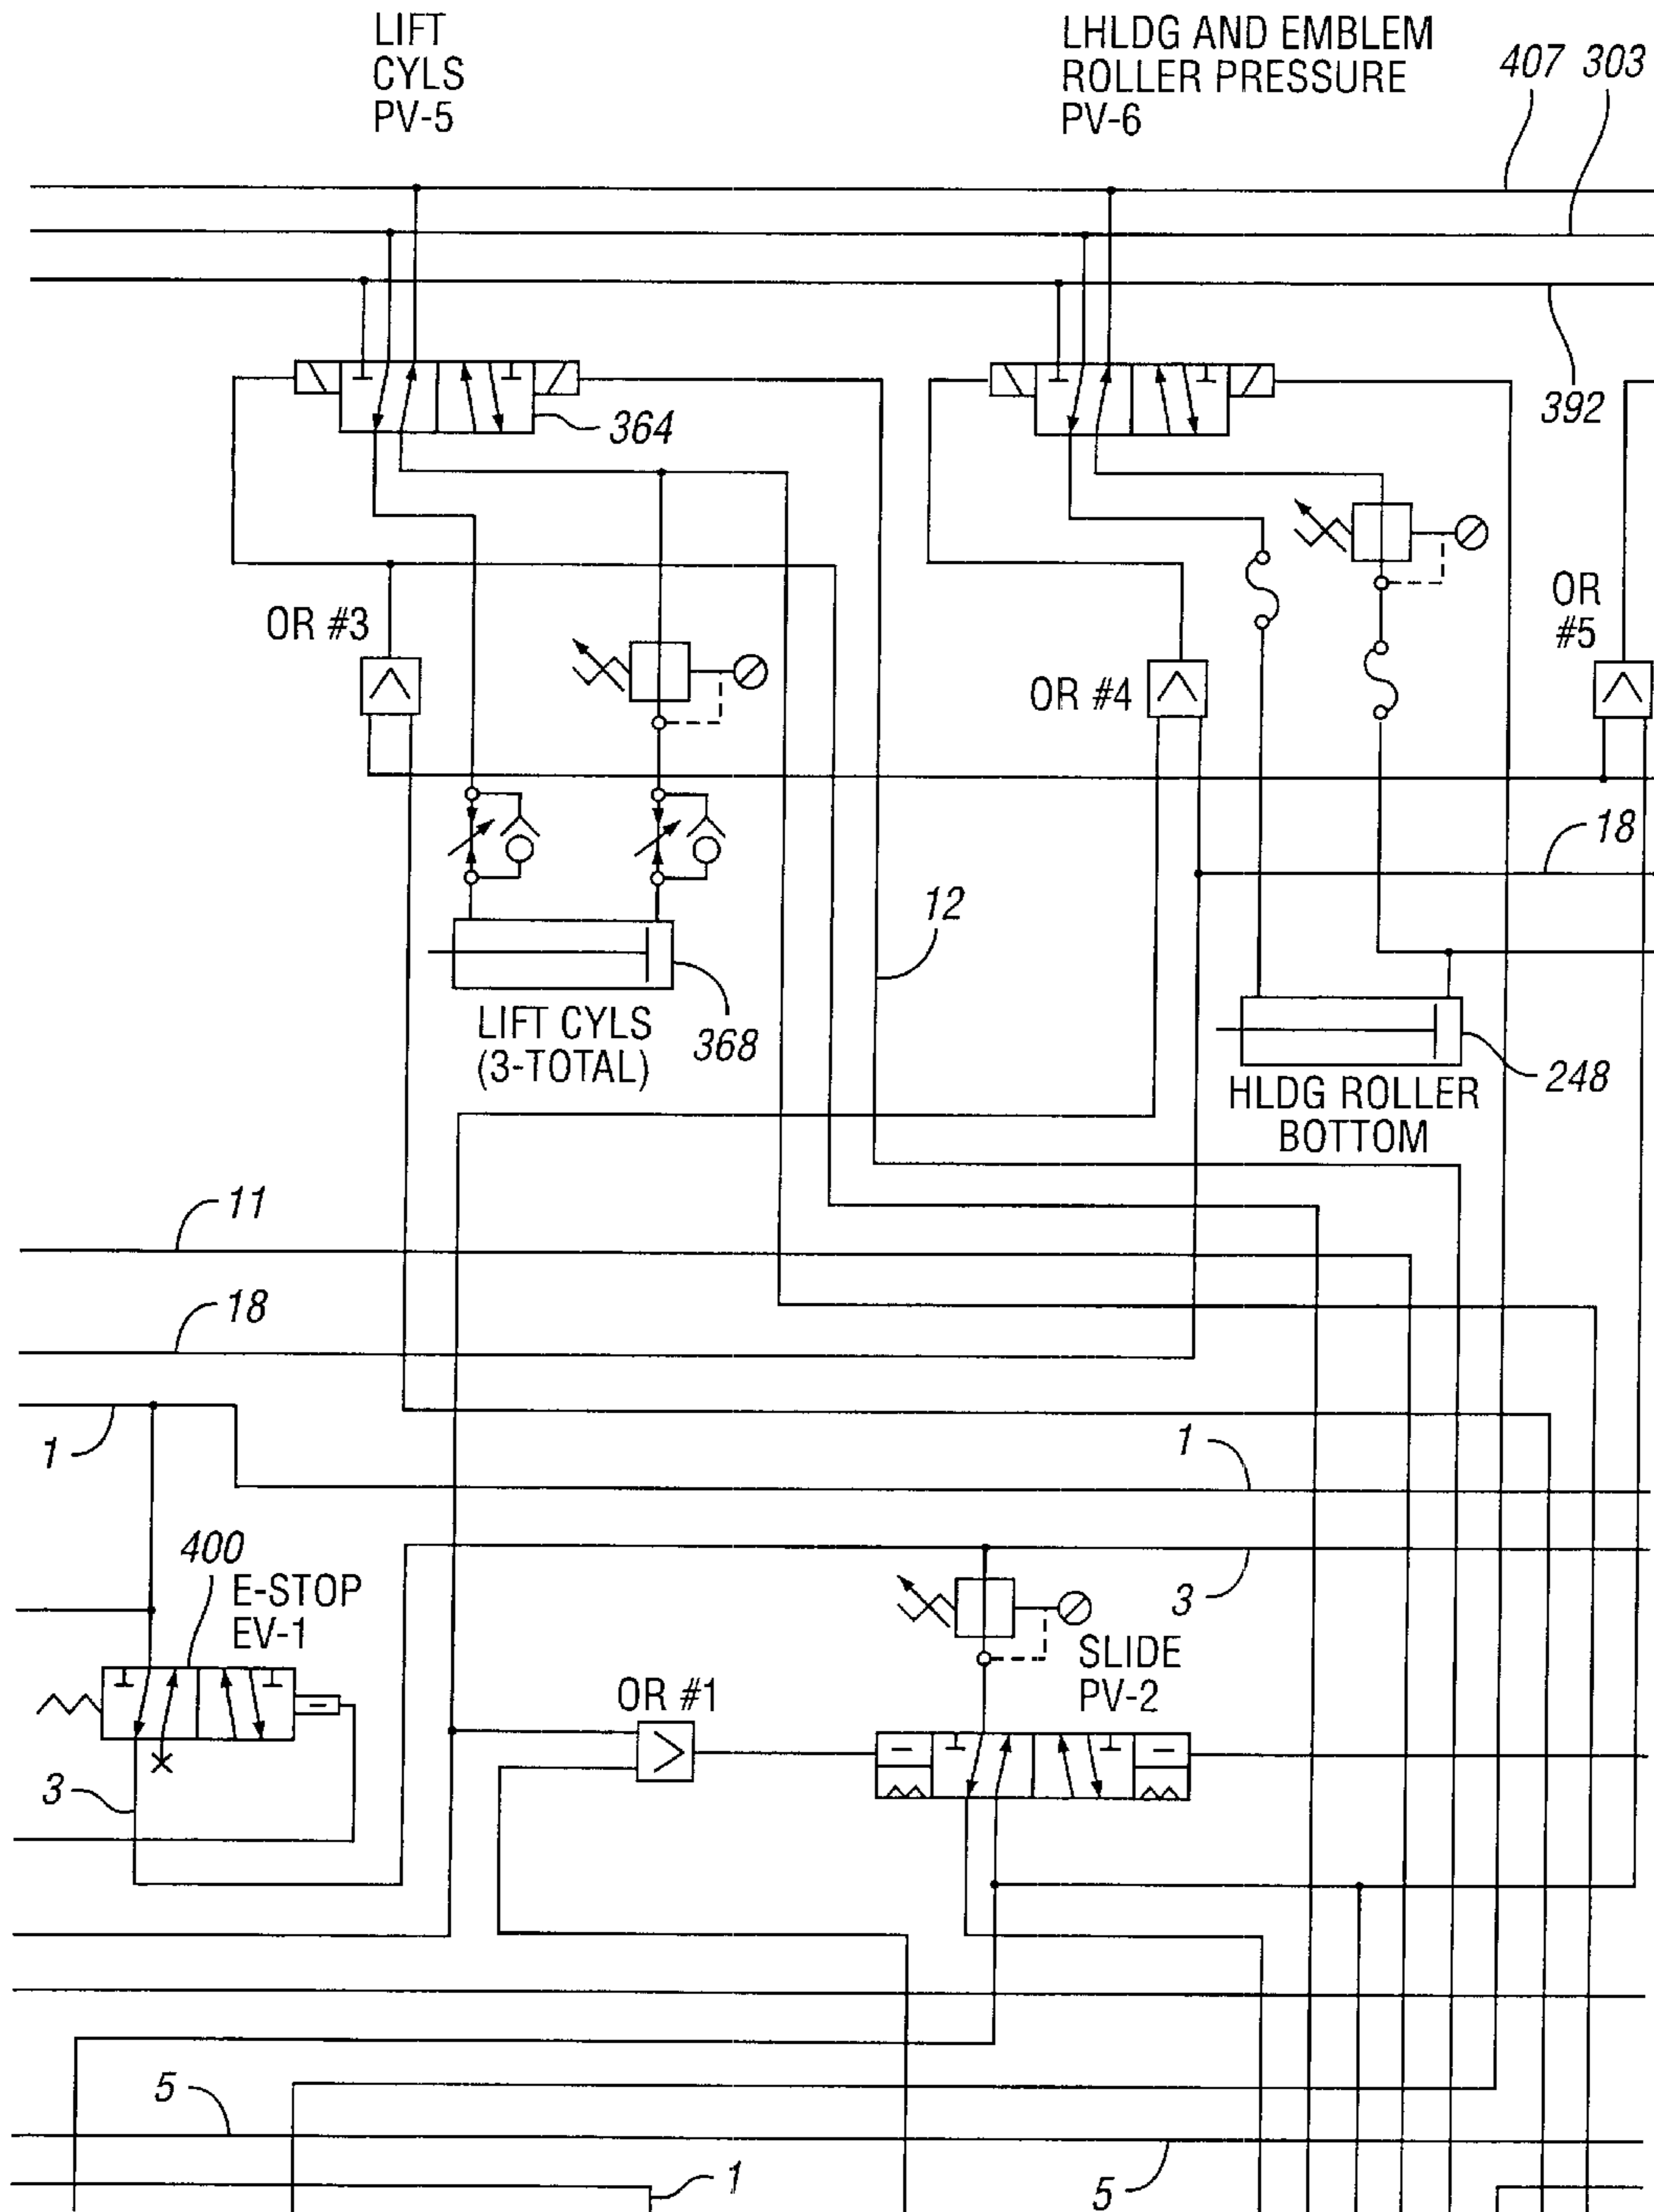 LIFT
CYLS
PV-5
LHLDG AND EMBLEM
ROLLER PRESSURE
PV-6
407 303
364
392
OR #3
OR #4
OR
#5
18
12
LIFT CYLS
(3-TOTAL)
368
248
HLDG ROLLER
BOTTOM
11
18
1
1
400
E-STOP
EV-1
3
SLIDE
PV-2
OR #1
3
5
5
1